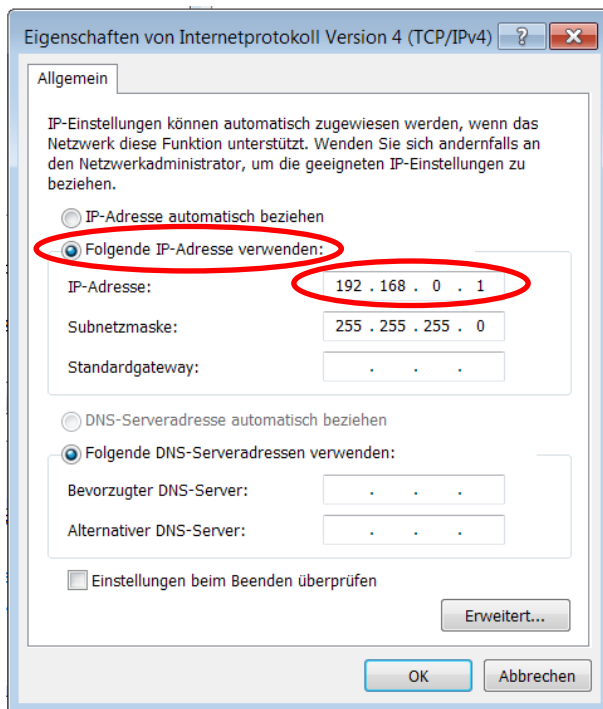 Eigenschaften von Internetprotokoll Version 4 (TCP/IPv4)
Allgemein
IP-Einstellungen können automatisch zugewiesen werden, wenn das
Netzwerk diese Funktion unterstützt. Wenden Sie sich andernfalls an
den Netzwerkadministrator, um die geeigneten IP-Einstellungen zu
beziehen.
IP-Adresse automatisch beziehen
Folgende IP-Adresse verwenden:
IP-Adresse: 192 . 168 . 0 . 1
Subnetzmaske: 255 . 255 . 255 . 0
Standardgateway: . . .
DNS-Serveradresse automatisch beziehen
Folgende DNS-Serveradressen verwenden:
Bevorzugter DNS-Server: . . .
Alternativer DNS-Server: . . .
Einstellungen beim Beenden überprüfen
Erweitert...
OK Abbrechen